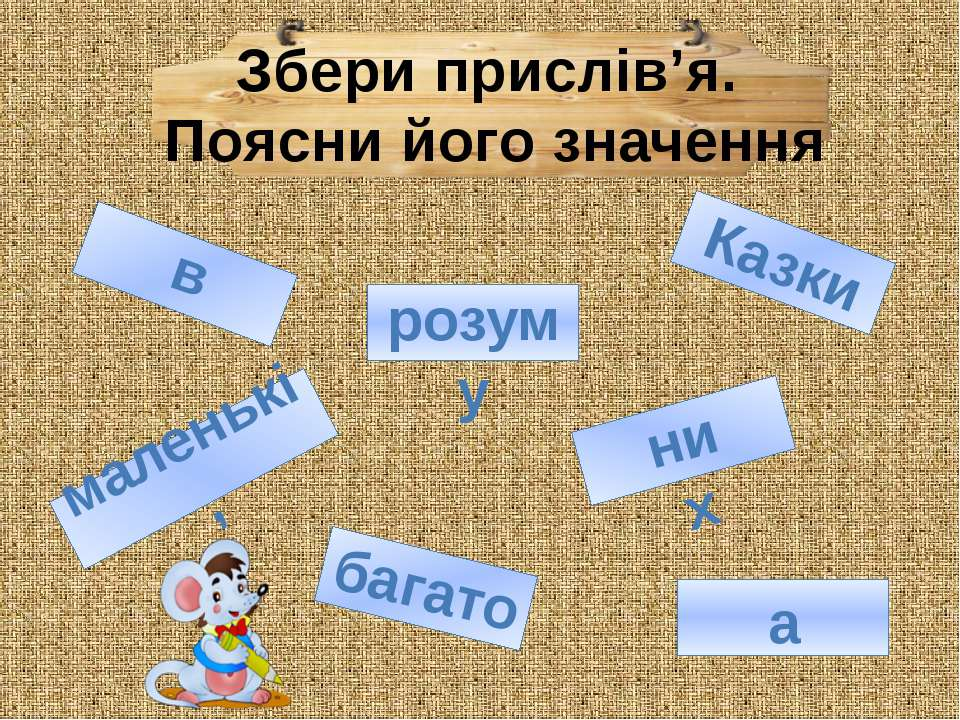 Збери прислів’я.
Поясни його значення
в
Казки
розум
у
маленькі
,
ни
х
багато
а